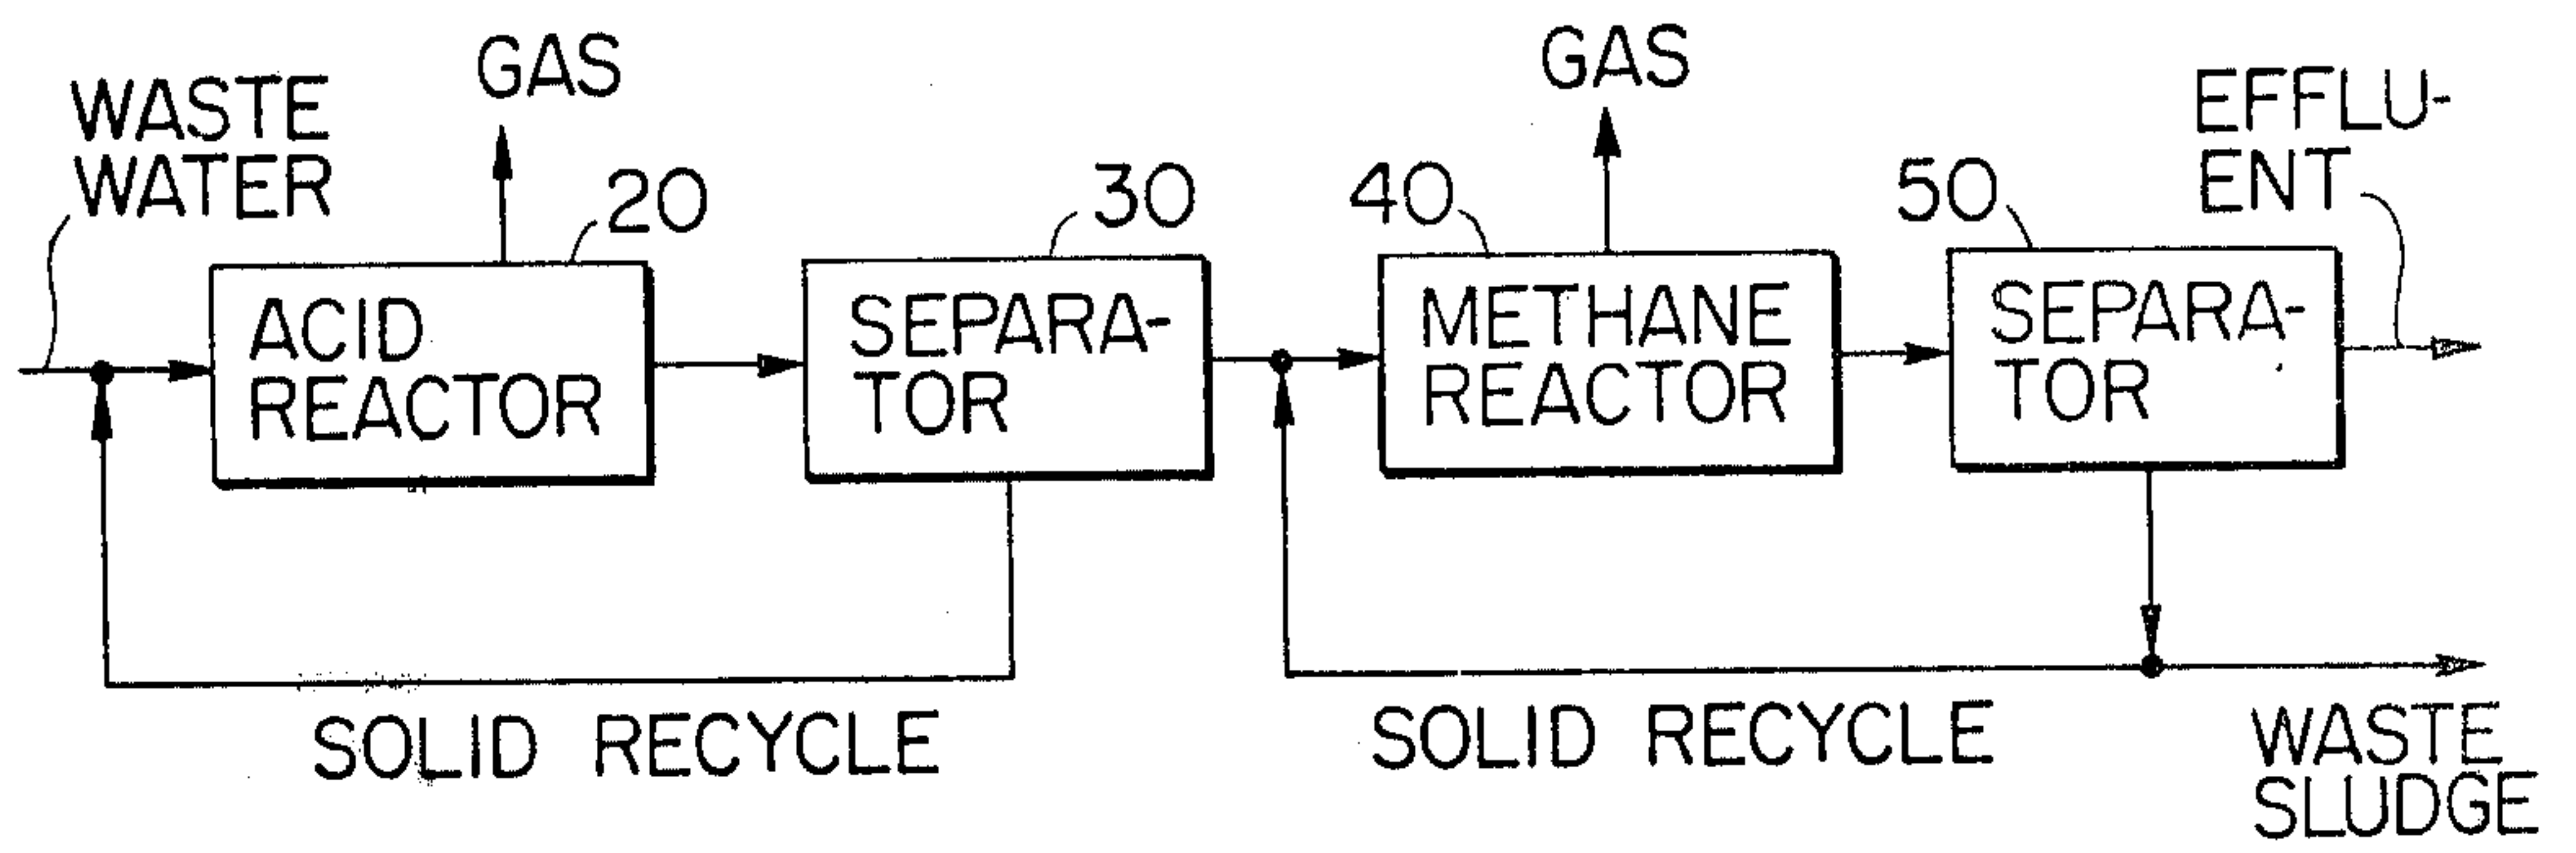 WASTE
WATER
GAS
20
30
GAS
40
50
EFFLU-
ENT
ACID
REACTOR
SEPARA-
TOR
METHANE
REACTOR
SEPARA-
TOR
SOLID RECYCLE
SOLID RECYCLE
WASTE
SLUDGE